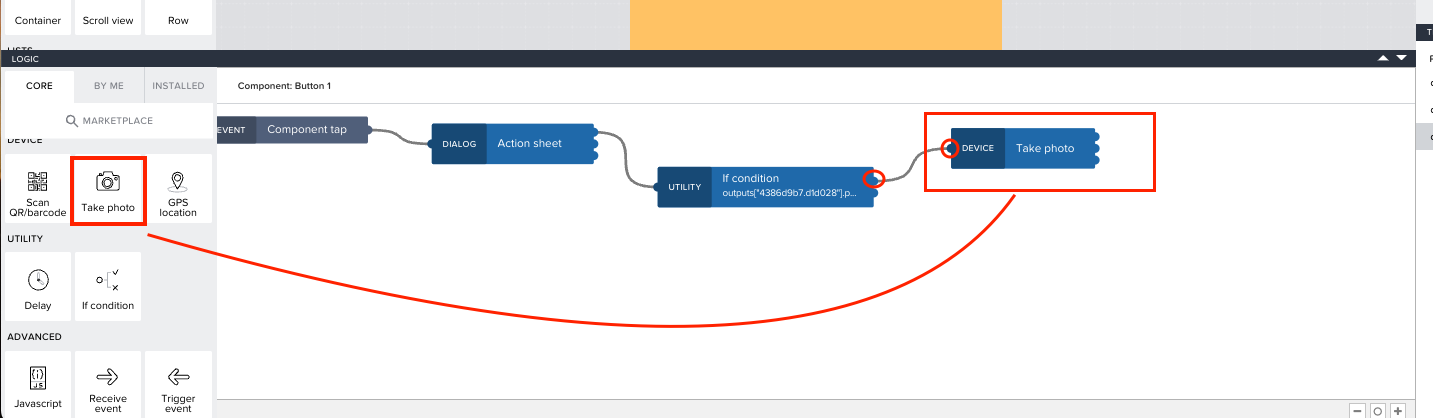 Container
Scroll view
Row
LISTS
LOGIC
CORE
BY ME
INSTALLED
Component: Button 1
MARKETPLACE
DEVICE
Scan
QR/barcode
Take photo
GPS
location
UTILITY
Delay
If condition
ADVANCED
{}
JS
Javascript
Receive
event
Trigger
event
EVENT
Component tap
DIALOG
Action sheet
UTILITY
If condition
outputs["4386d9b7.d1d028"].p...
DEVICE
Take photo